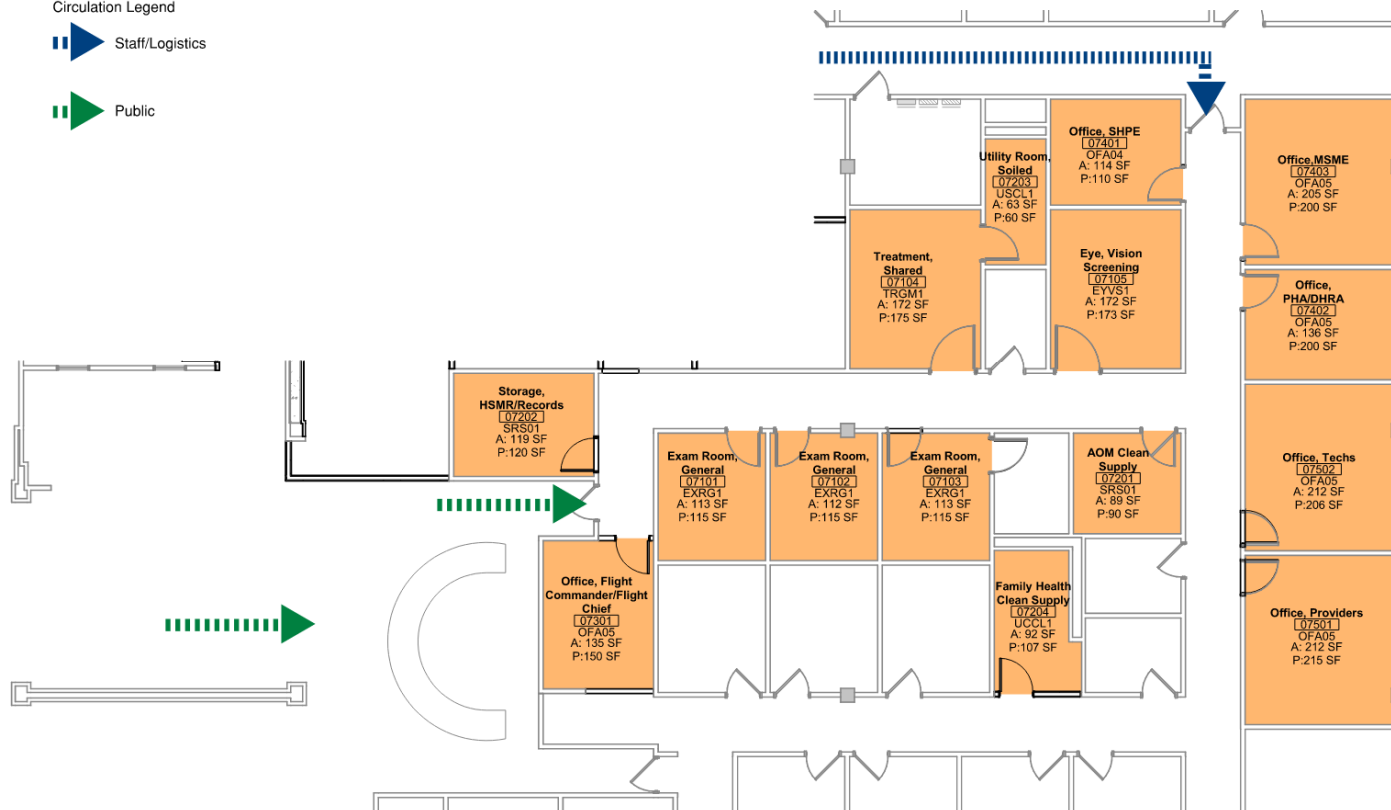 Circulation Legend
Staff/Logistics
Public
Office, SHPE
07401
OFA04
A: 114 SF
P:110 SF
Utility Room,
Soiled
07203
USCL1
A: 63 SF
P:60 SF
Office,MSME
07403
OFA05
A: 205 SF
P:200 SF
Treatment,
Shared
07104
TRGM1
A: 172 SF
P:175 SF
Eye, Vision
Screening
07105
EYVS1
A: 172 SF
P:173 SF
Office,
PHA/DHRA
07402
OFA05
A: 136 SF
P:200 SF
Storage,
HSMR/Records
07202
SRS01
A: 119 SF
P:120 SF
Exam Room,
General
07101
EXRG1
A: 113 SF
P:115 SF
Exam Room,
General
07102
EXRG1
A: 112 SF
P:115 SF
Exam Room,
General
07103
EXRG1
A: 113 SF
P:115 SF
AOM Clean
Supply
07201
SRS01
A: 89 SF
P:90 SF
Office, Techs
07502
OFA05
A: 212 SF
P:206 SF
Office, Flight
Commander/Flight
Chief
07301
OFA05
A: 135 SF
P:150 SF
Family Health
Clean Supply
07204
UCCL1
A: 92 SF
P:107 SF
Office, Providers
07501
OFA05
A: 212 SF
P:215 SF